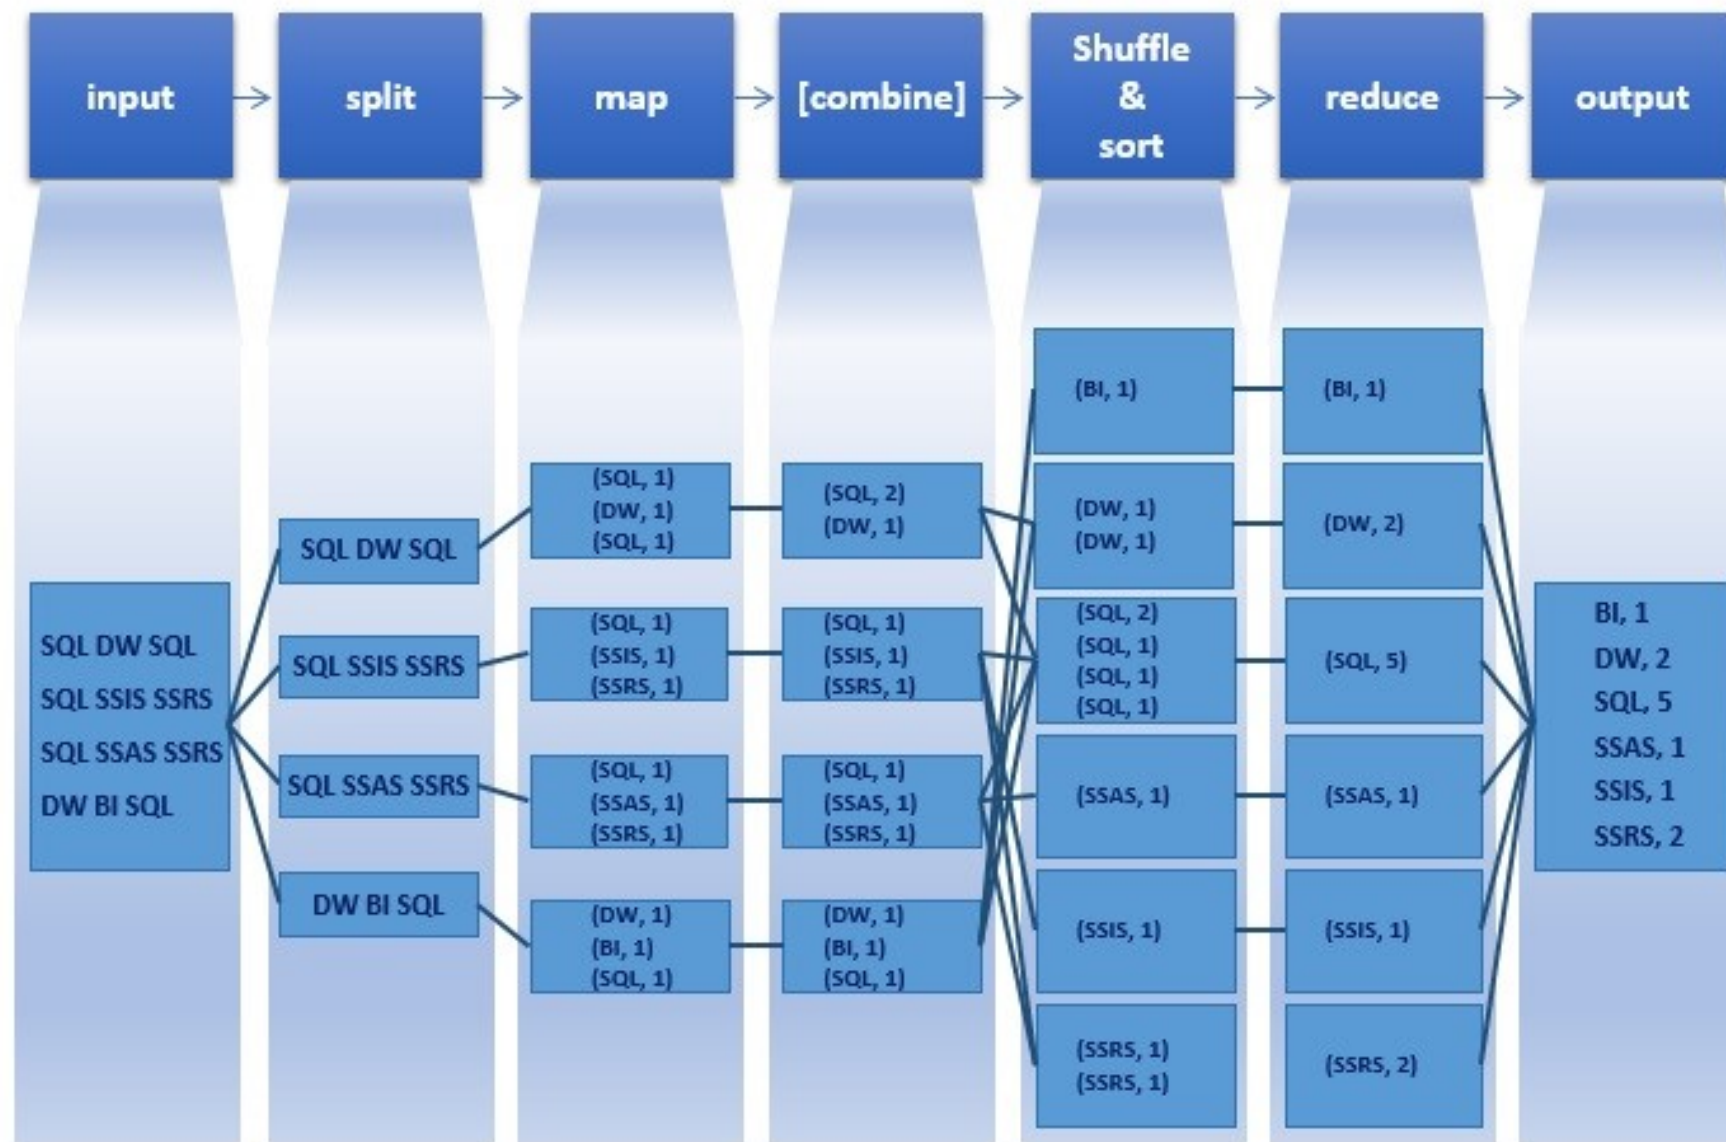 input
split
map
[combine]
Shuffle
&
sort
reduce
output
SQL DW SQL
SQL SSIS SSRS
SQL SSAS SSRS
DW BI SQL
SQL DW SQL
SQL SSIS SSRS
SQL SSAS SSRS
DW BI SQL
(SQL, 1)
(DW, 1)
(SQL, 1)
(SQL, 1)
(SSIS, 1)
(SSRS, 1)
(SQL, 1)
(SSAS, 1)
(SSRS, 1)
(DW, 1)
(BI, 1)
(SQL, 1)
(SQL, 2)
(DW, 1)
(SQL, 1)
(SSIS, 1)
(SSRS, 1)
(SQL, 1)
(SSAS, 1)
(SSRS, 1)
(DW, 1)
(BI, 1)
(SQL, 1)
(BI, 1)
(DW, 1)
(DW, 1)
(SQL, 2)
(SQL, 1)
(SQL, 1)
(SQL, 1)
(SSAS, 1)
(SSIS, 1)
(SSRS, 1)
(SSRS, 1)
(BI, 1)
(DW, 2)
(SQL, 5)
(SSAS, 1)
(SSIS, 1)
(SSRS, 2)
BI, 1
DW, 2
SQL, 5
SSAS, 1
SSIS, 1
SSRS, 2